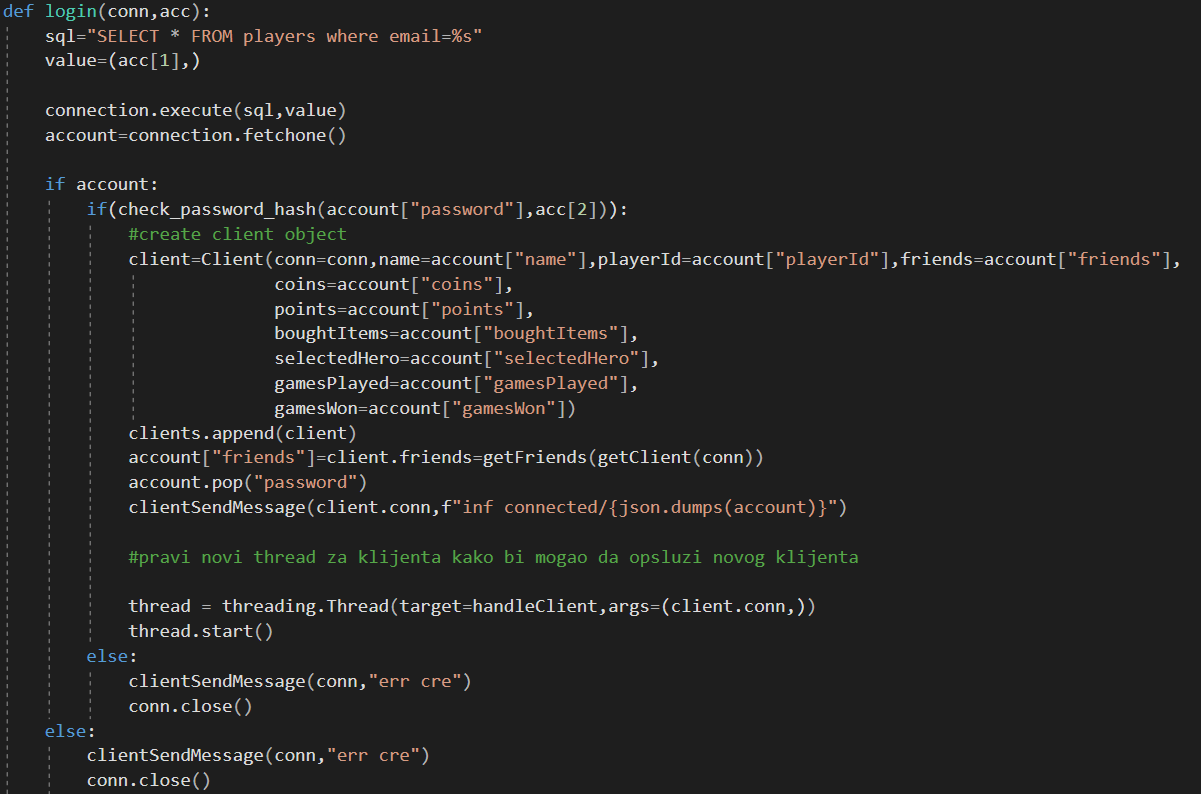 def login(conn,acc):
    sql="SELECT * FROM players where email=%s"
    value=(acc[1],)

    connection.execute(sql,value)
    account=connection.fetchone()

    if account:
        if(check_password_hash(account["password"],acc[2])):
            #create client object
            client=Client(conn=conn,name=account["name"],playerId=account["playerId"],friends=account["friends"],
                          coins=account["coins"],
                          points=account["points"],
                          boughtItems=account["boughtItems"],
                          selectedHero=account["selectedHero"],
                          gamesPlayed=account["gamesPlayed"],
                          gamesWon=account["gamesWon"])
            clients.append(client)
            account["friends"]=client.friends=getFriends(getClient(conn))
            account.pop("password")
            clientSendMessage(client.conn,f"inf connected/{json.dumps(account)}")

            #pravi novi thread za klijenta kako bi mogao da opsluzi novog klijenta

            thread = threading.Thread(target=handleClient,args=(client.conn,))
            thread.start()
        else:
            clientSendMessage(conn,"err cre")
            conn.close()
    else:
        clientSendMessage(conn,"err cre")
        conn.close()